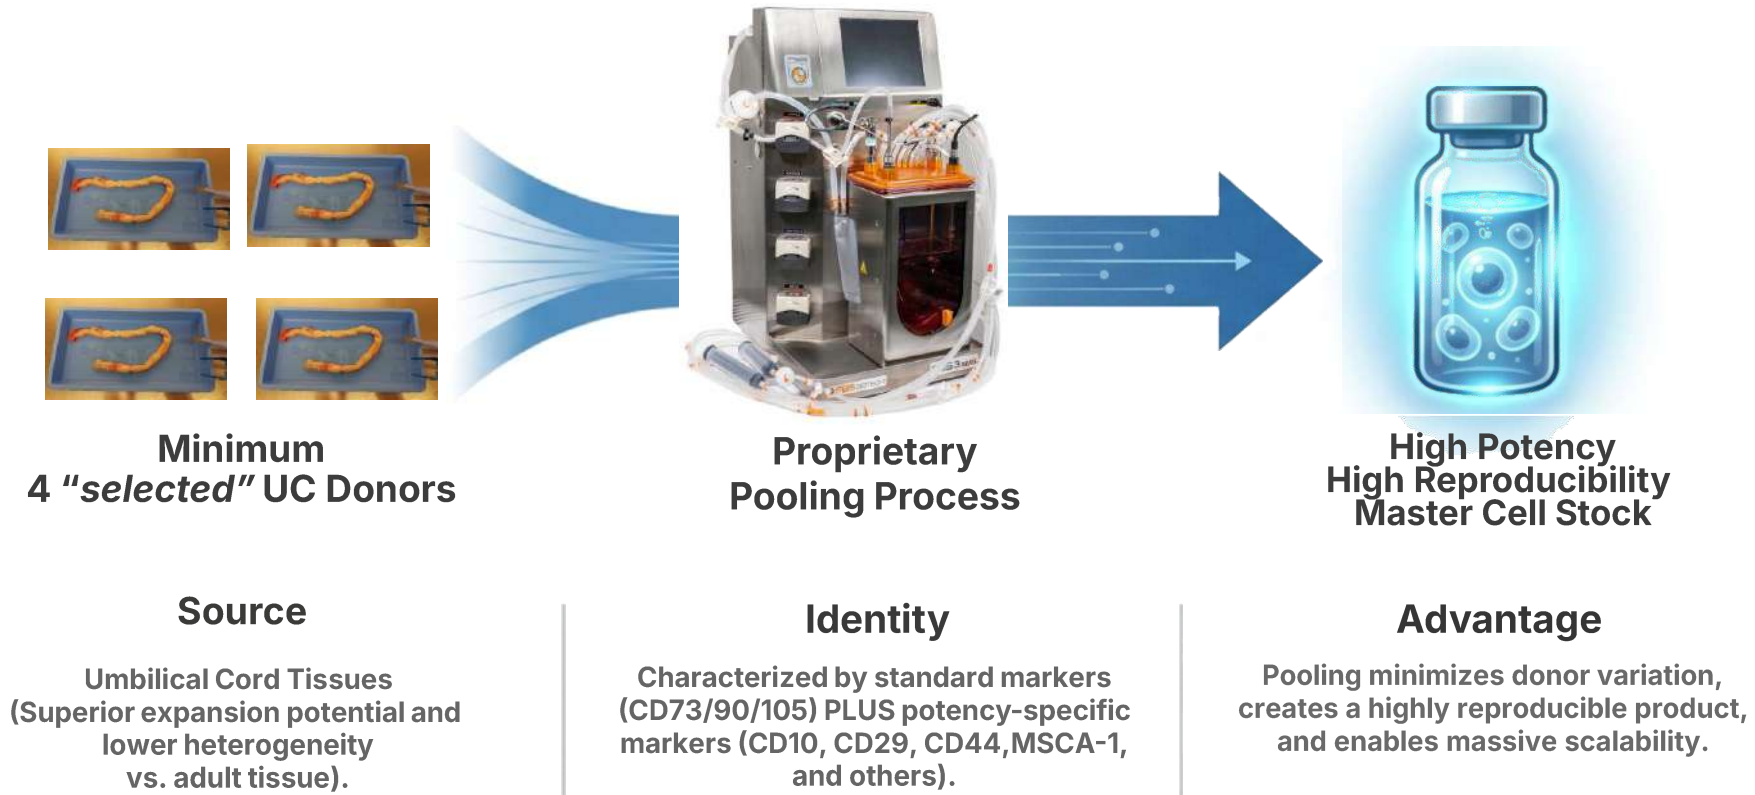 Minimum
4 “selected” UC Donors
Proprietary
Pooling Process
High Potency
High Reproducibility
Master Cell Stock
Source
Umbilical Cord Tissues
(Superior expansion potential and
lower heterogeneity
vs. adult tissue).
Identity
Characterized by standard markers
(CD73/90/105) PLUS potency-specific
markers (CD10, CD29, CD44,MSCA-1,
and others).
Advantage
Pooling minimizes donor variation,
creates a highly reproducible product,
and enables massive scalability.